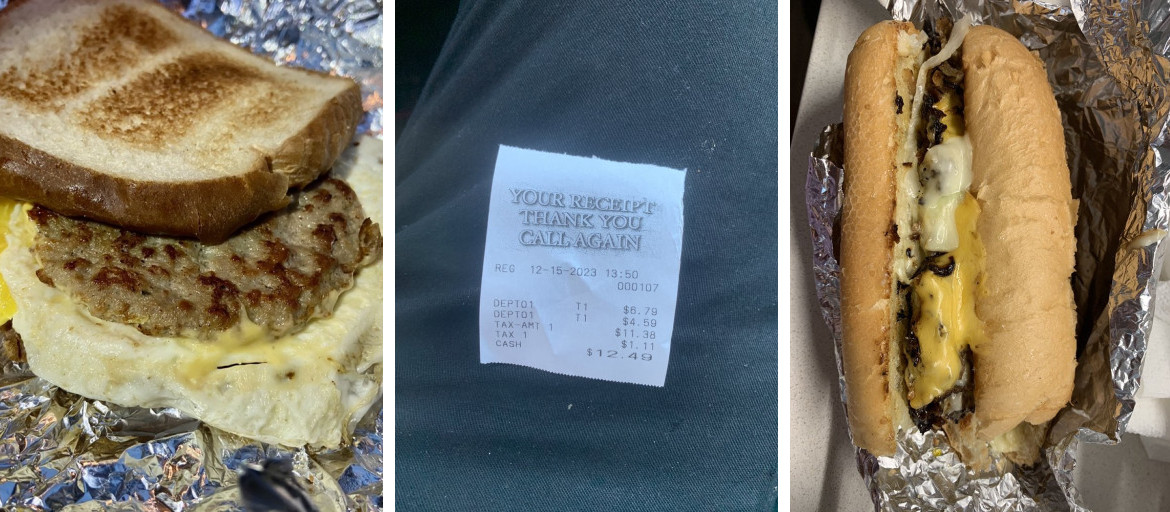 YOUR RECEIPT
THANK YOU
CALL AGAIN
REG 12-15-2023 13:50
000107
DEPT01 T1 $6.79
DEPT01 T1 $4.59
TAX-AMT 1 $11.38
TAX 1 $1.11
CASH $12.49